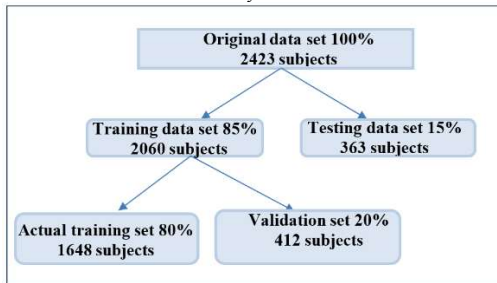 Original data set 100%
2423 subjects
Training data set 85%
2060 subjects
Testing data set 15%
363 subjects
Actual training set 80%
1648 subjects
Validation set 20%
412 subjects